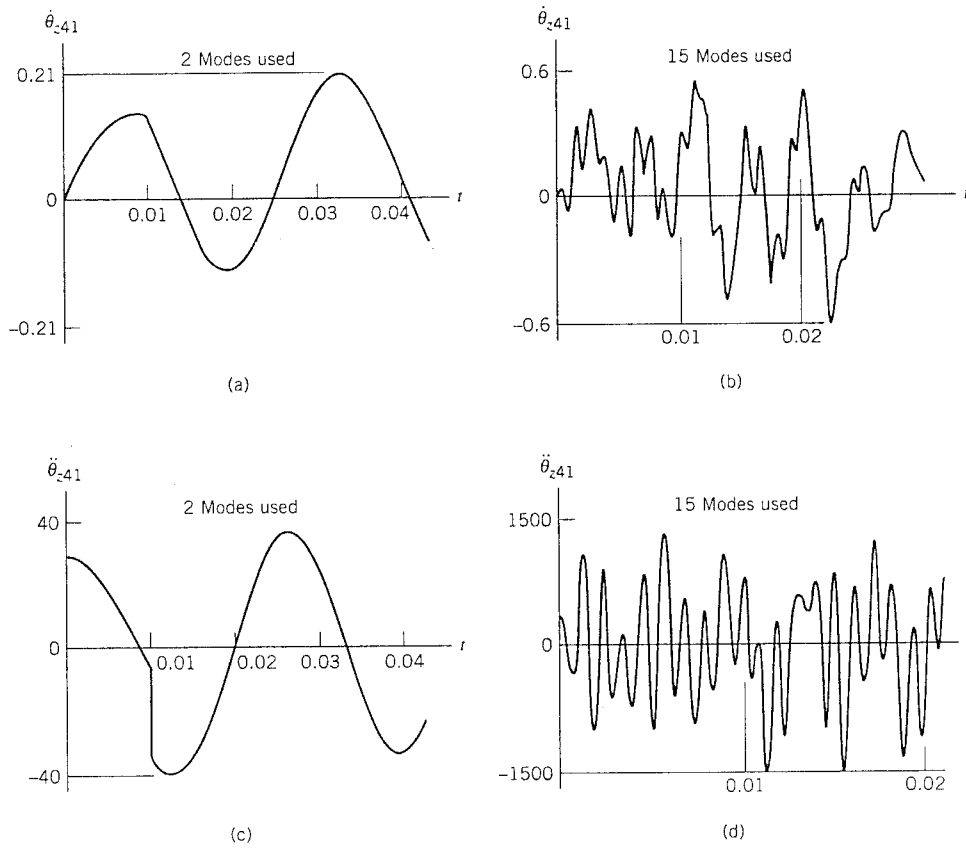 θ̇z41
2 Modes used
0.21
0
0.01
0.02
0.03
0.04
t
−0.21
(a)
θ̇z41
15 Modes used
0.6
0
t
−0.6
0.01
0.02
(b)
θ̈z41
2 Modes used
40
0
0.01
0.02
0.03
0.04
t
−40
(c)
θ̈z41
15 Modes used
1500
0
−1500
0.01
0.02
(d)